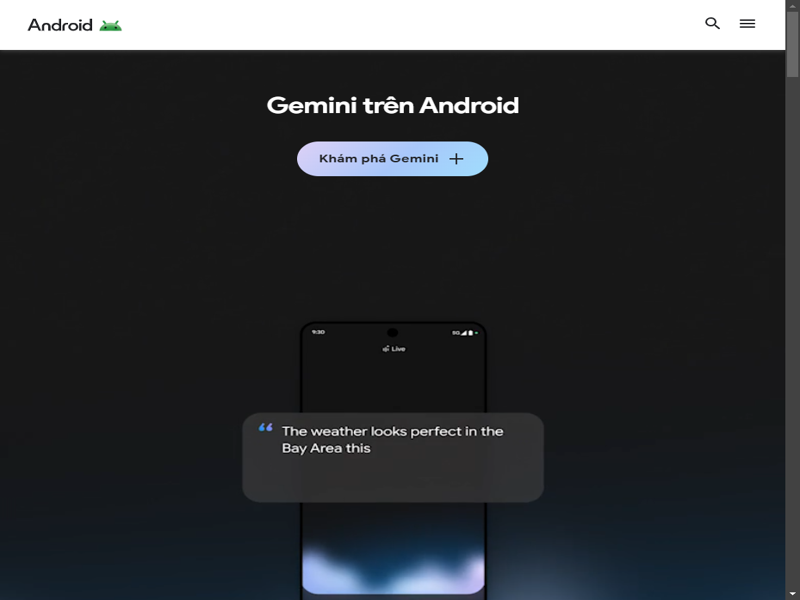 Android
Gemini trên Android
Khám phá Gemini
9:30
5G
Live
The weather looks perfect in the
Bay Area this